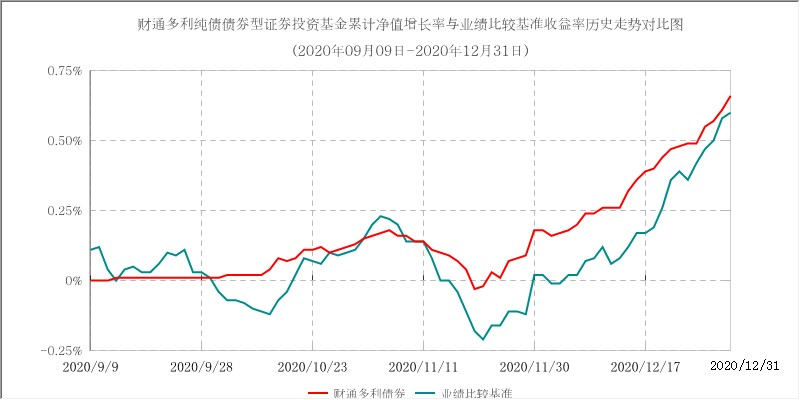 财通多利纯债债券型证券投资基金累计净值增长率与业绩比较基准收益率历史走势对比图
(2020年09月09日-2020年12月31日)
0.75%
0.50%
0.25%
0%
-0.25%
2020/9/9 2020/9/28 2020/10/23 2020/11/11 2020/11/30 2020/12/17 2020/12/31
财通多利债券 业绩比较基准